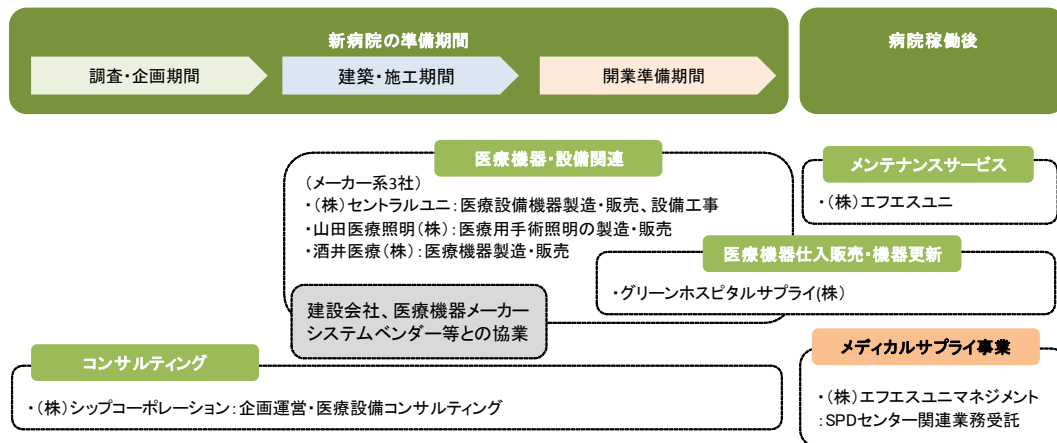 新病院の準備期間
病院稼働後
調査・企画期間
建築・施工期間
開業準備期間
医療機器・設備関連
(メーカー系3社)
・(株)セントラルユニ:医療設備機器製造・販売、設備工事
・山田医療照明(株):医療用手術照明の製造・販売
・酒井医療(株):医療機器製造・販売
メンテナンスサービス
・(株)エフエスユニ
医療機器仕入販売・機器更新
・グリーンホスピタルサプライ(株)
建設会社、医療機器メーカー
システムベンダー等との協業
コンサルティング
・(株)シップコーポレーション:企画運営・医療設備コンサルティング
メディカルサプライ事業
・(株)エフエスユニマネジメント
:SPDセンター関連業務受託